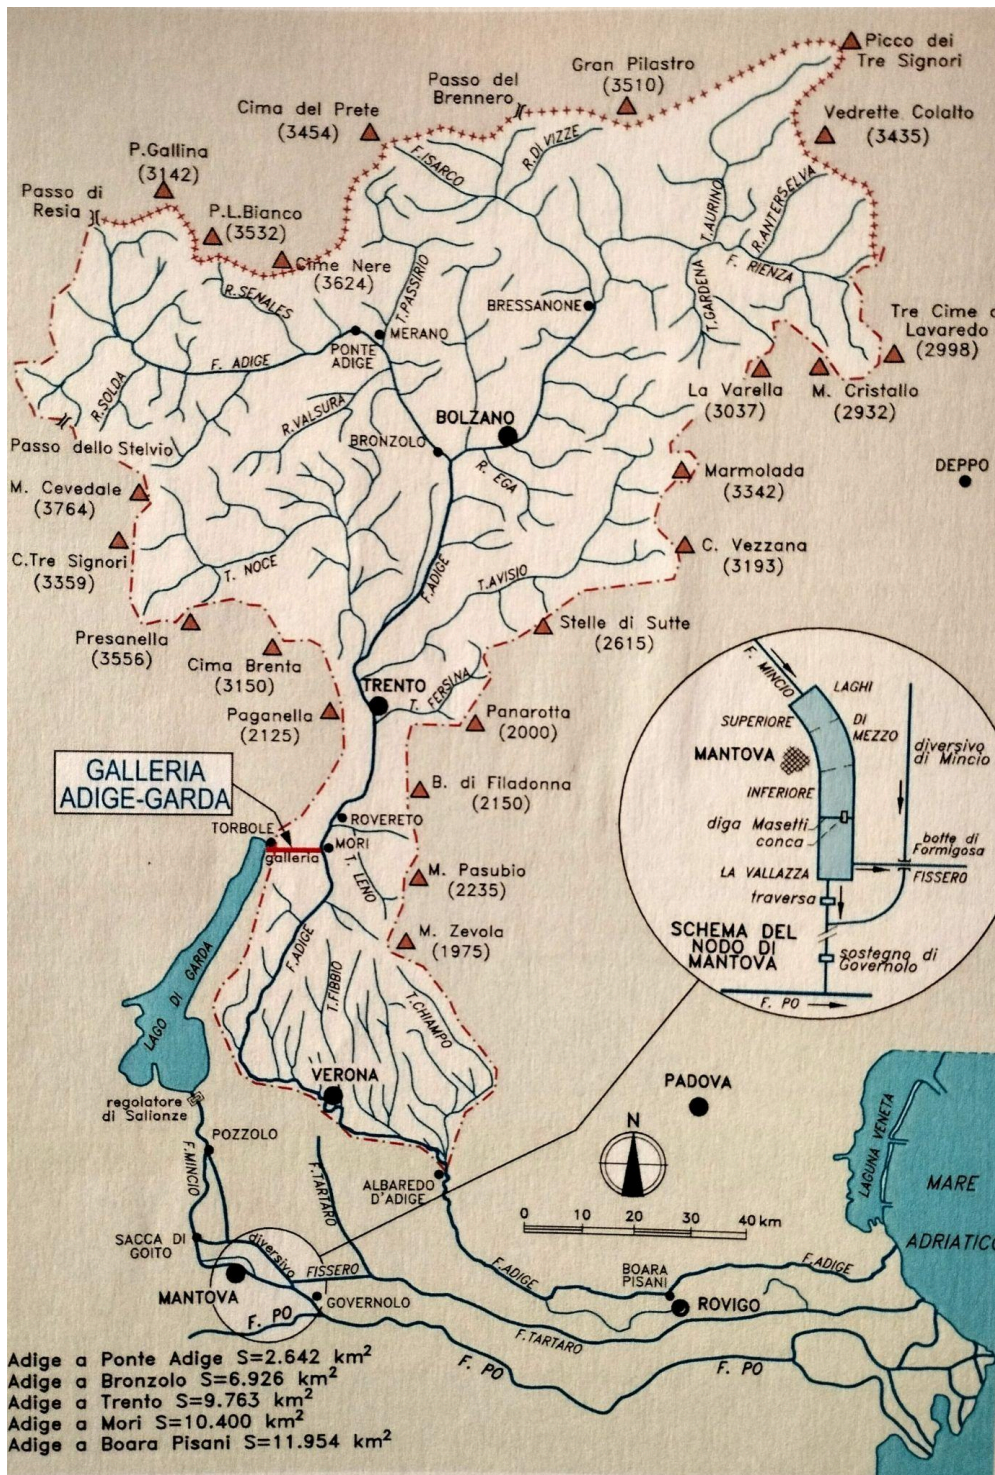 Picco dei
Tre Signori
Gran Pilastro
(3510)
Passo del
Brennero
Cima del Prete
(3454)
Vedrette Colalto
(3435)
P.Gallina
(3142)
Passo di
Resia
P.L.Bianco
(3532)
Cime Nere
(3624)
F.ISARCO
R.DI VIZZE
T.AURINO
R.ANTERSELVA
F. RIENZA
T.GARDENA
T.PASSIRIO
R.SENALES
BRESSANONE
MERANO
PONTE
ADIGE
F. ADIGE
R.SOLDA
R.VALSURA
Tre Cime d
Lavaredo
(2998)
La Varella
(3037)
M. Cristallo
(2932)
BOLZANO
BRONZOLO
R. EGA
Passo dello Stelvio
M. Cevedale
(3764)
C.Tre Signori
(3359)
Marmolada
(3342)
DEPPO
C. Vezzana
(3193)
T. NOCE
F.ADIGE
T.AVISIO
Presanella
(3556)
Cima Brenta
(3150)
Stelle di Sutte
(2615)
TRENTO
T. FERSINA
Paganella
(2125)
Panarotta
(2000)
GALLERIA
ADIGE-GARDA
B. di Filadonna
(2150)
TORBOLE
ROVERETO
MORI
galleria
T. LENO
M. Pasubio
(2235)
M. Zevola
(1975)
F. MINCIO
LAGHI
SUPERIORE
DI
MEZZO
MANTOVA
diversivo
di Mincio
INFERIORE
diga Masetti
conca
botte di
Formigosa
LA VALLAZZA
FISSERO
traversa
SCHEMA DEL
NODO DI
MANTOVA
sostegno di
Governolo
F. PO
LAGO DI GARDA
F.ADIGE
T.FIBBIO
T.CHIAMPO
VERONA
regolatore
di Salionze
PADOVA
N
POZZOLO
F.MINCIO
F.TARTARO
ALBAREDO
D'ADIGE
LAGUNA VENETA
MARE
ADRIATICO
0 10 20 30 40 km
SACCA DI
GOITO
diversivo
FISSERO
MANTOVA
GOVERNOLO
F. PO
F.ADIGE
BOARA
PISANI
F.ADIGE
ROVIGO
F.TARTARO
F. PO
F. PO
Adige a Ponte Adige S=2.642 km²
Adige a Bronzolo S=6.926 km²
Adige a Trento S=9.763 km²
Adige a Mori S=10.400 km²
Adige a Boara Pisani S=11.954 km²